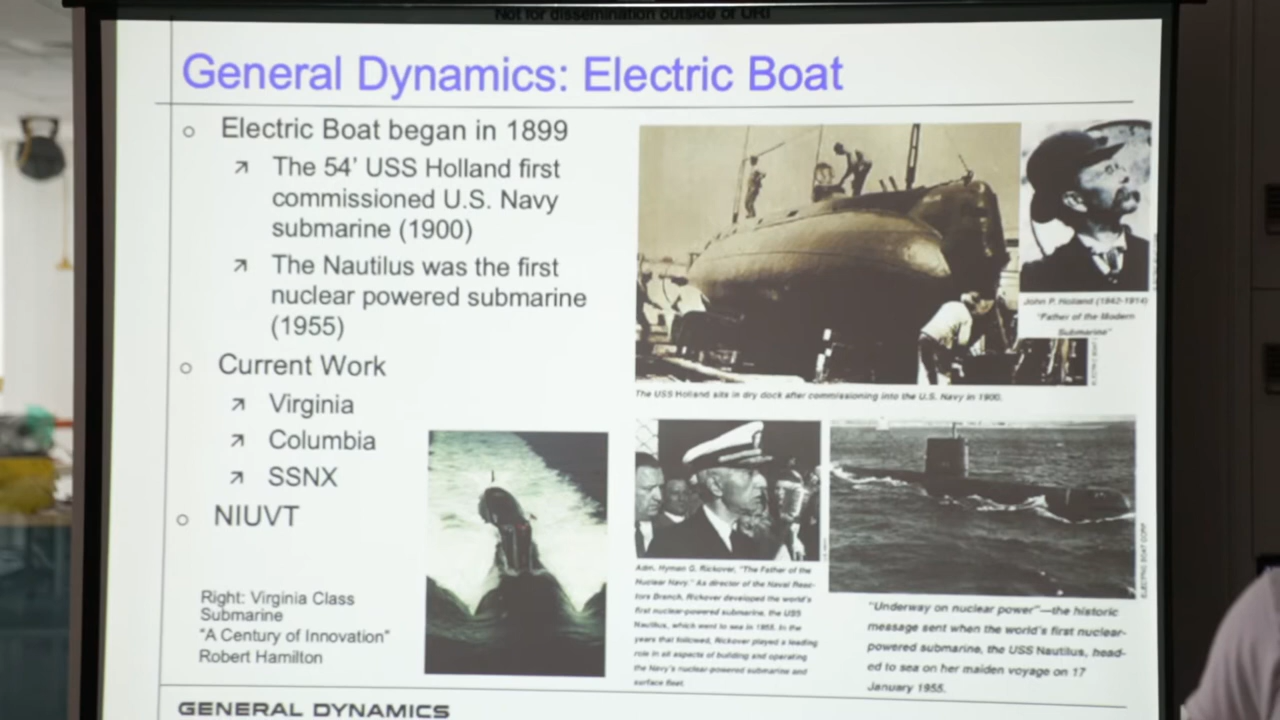 Not for dissemination outside of URI
General Dynamics: Electric Boat
Electric Boat began in 1899
The 54' USS Holland first
commissioned U.S. Navy
submarine (1900)
The Nautilus was the first
nuclear powered submarine
(1955)
Current Work
Virginia
Columbia
SSNX
NIUVT
Right: Virginia Class
Submarine
"A Century of Innovation"
Robert Hamilton
John P. Holland (1842-1914)
"Father of the Modern
Submarine"
The USS Holland sits in dry dock after commissioning into the U.S. Navy in 1900.
Adm. Hyman G. Rickover, "The Father of the
Nuclear Navy." As director of the Naval Reac-
tors Branch, Rickover developed the world's
first nuclear-powered submarine, the USS
Nautilus, which went to sea in 1955. In the
years that followed, Rickover played a leading
role in all aspects of building and operating
the Navy's nuclear-powered submarine and
surface fleet.
"Underway on nuclear power"—the historic
message sent when the world's first nuclear-
powered submarine, the USS Nautilus, head-
ed to sea on her maiden voyage on 17
January 1955.
ELECTRIC BOAT CORP
GENERAL DYNAMICS